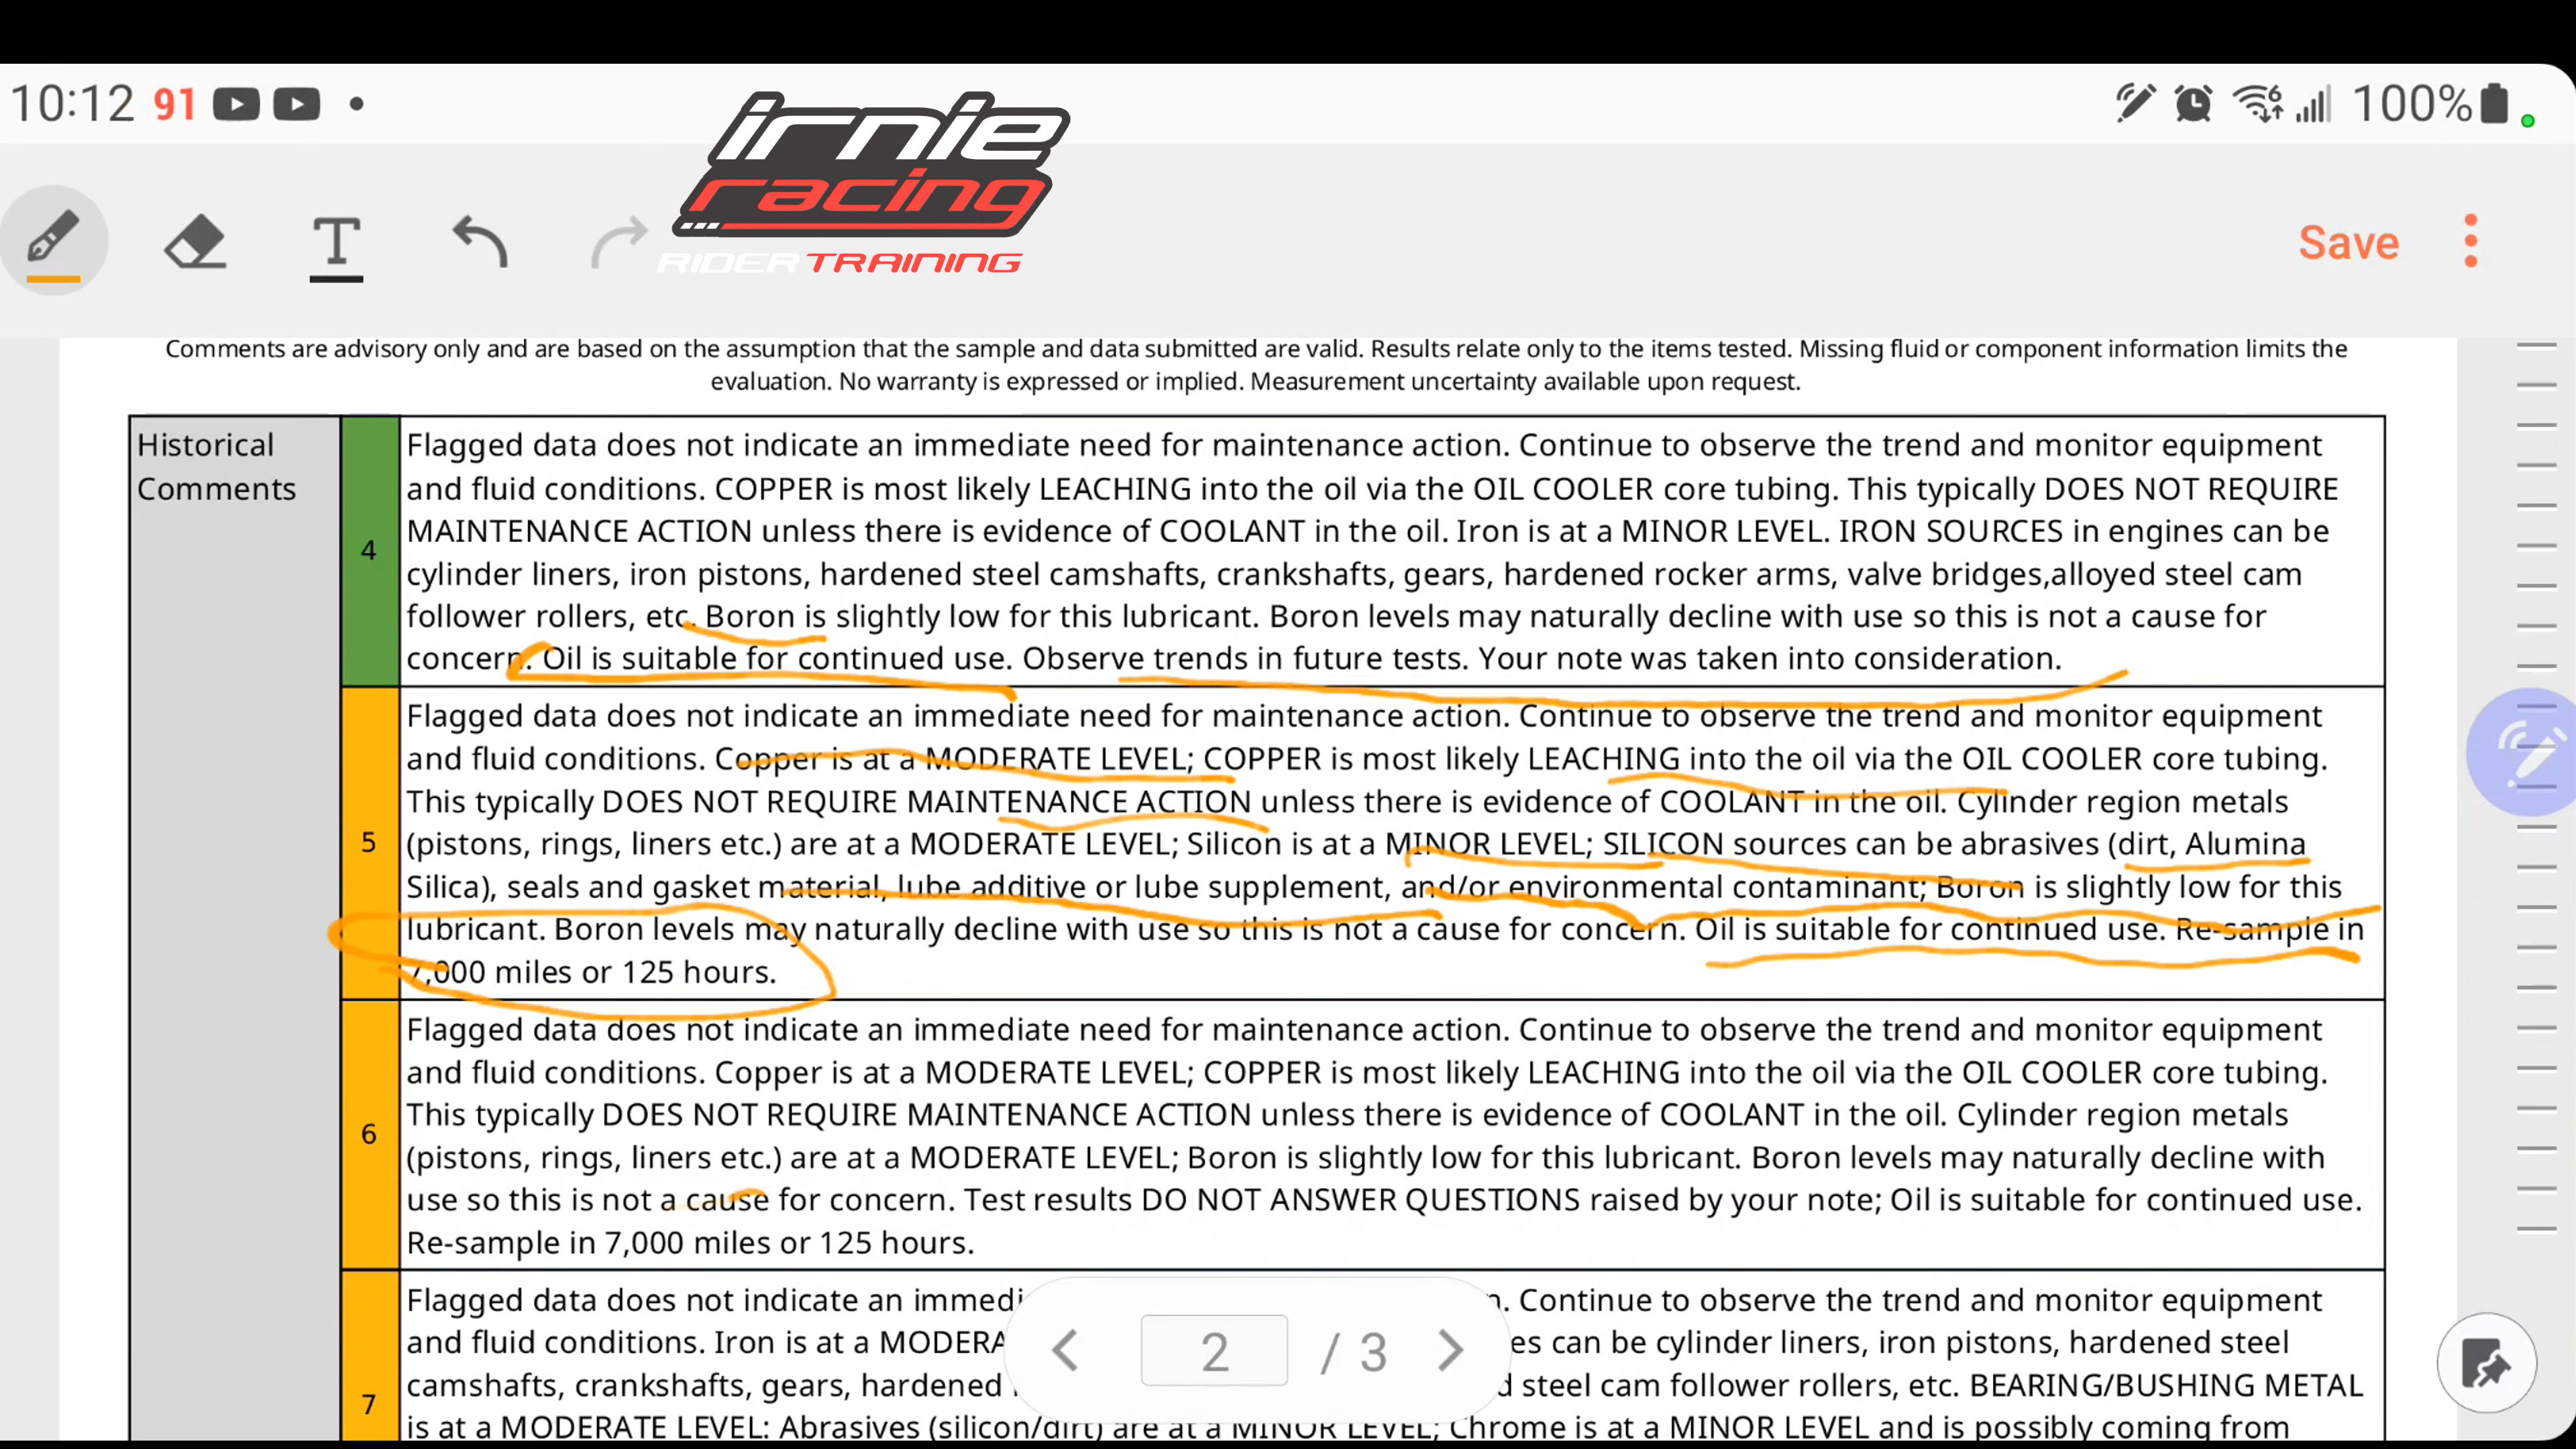 10:12 91 100%
irnie
racing
RIDER TRAINING
T Save
Comments are advisory only and are based on the assumption that the sample and data submitted are valid. Results relate only to the items tested. Missing fluid or component information limits the
evaluation. No warranty is expressed or implied. Measurement uncertainty available upon request.
Historical
Comments
4
Flagged data does not indicate an immediate need for maintenance action. Continue to observe the trend and monitor equipment
and fluid conditions. COPPER is most likely LEACHING into the oil via the OIL COOLER core tubing. This typically DOES NOT REQUIRE
MAINTENANCE ACTION unless there is evidence of COOLANT in the oil. Iron is at a MINOR LEVEL. IRON SOURCES in engines can be
cylinder liners, iron pistons, hardened steel camshafts, crankshafts, gears, hardened rocker arms, valve bridges,alloyed steel cam
follower rollers, etc. Boron is slightly low for this lubricant. Boron levels may naturally decline with use so this is not a cause for
concern. Oil is suitable for continued use. Observe trends in future tests. Your note was taken into consideration.
5
Flagged data does not indicate an immediate need for maintenance action. Continue to observe the trend and monitor equipment
and fluid conditions. Copper is at a MODERATE LEVEL; COPPER is most likely LEACHING into the oil via the OIL COOLER core tubing.
This typically DOES NOT REQUIRE MAINTENANCE ACTION unless there is evidence of COOLANT in the oil. Cylinder region metals
(pistons, rings, liners etc.) are at a MODERATE LEVEL; Silicon is at a MINOR LEVEL; SILICON sources can be abrasives (dirt, Alumina
Silica), seals and gasket material, lube additive or lube supplement, and/or environmental contaminant; Boron is slightly low for this
lubricant. Boron levels may naturally decline with use so this is not a cause for concern. Oil is suitable for continued use. Re-sample in
7,000 miles or 125 hours.
6
Flagged data does not indicate an immediate need for maintenance action. Continue to observe the trend and monitor equipment
and fluid conditions. Copper is at a MODERATE LEVEL; COPPER is most likely LEACHING into the oil via the OIL COOLER core tubing.
This typically DOES NOT REQUIRE MAINTENANCE ACTION unless there is evidence of COOLANT in the oil. Cylinder region metals
(pistons, rings, liners etc.) are at a MODERATE LEVEL; Boron is slightly low for this lubricant. Boron levels may naturally decline with
use so this is not a cause for concern. Test results DO NOT ANSWER QUESTIONS raised by your note; Oil is suitable for continued use.
Re-sample in 7,000 miles or 125 hours.
7
Flagged data does not indicate an Continue to observe the trend and monitor equipment
and fluid conditions. Iron is at a can be cylinder liners, iron pistons, hardened steel
camshafts, crankshafts, gears, hardened steel cam follower rollers, etc. BEARING/BUSHING METAL
is at a MODERATE LEVEL: Abrasives (silicon/dirt) are at a MINOR LEVEL; Chrome is at a MINOR LEVEL and is possibly coming from
2 / 3